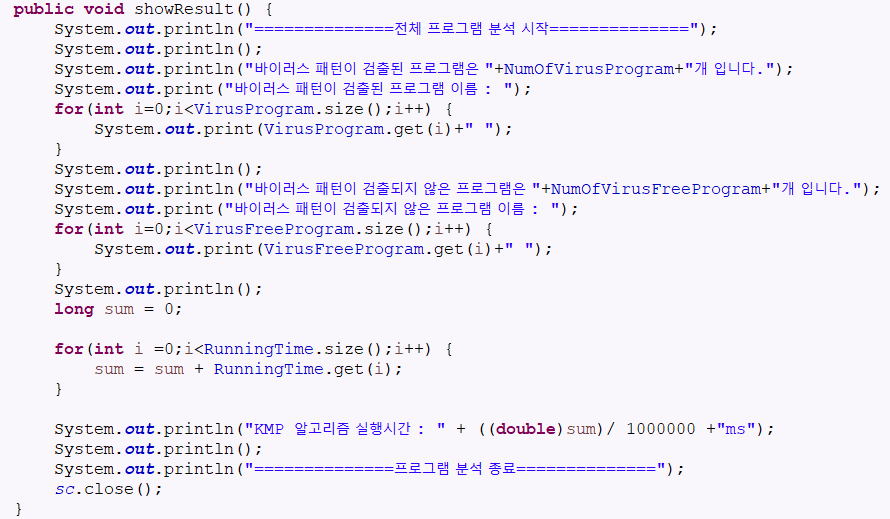 public void showResult() {
    System.out.println("==============전체 프로그램 분석 시작==============");
    System.out.println();
    System.out.println("바이러스 패턴이 검출된 프로그램은 "+NumOfVirusProgram+"개 입니다.");
    System.out.print("바이러스 패턴이 검출된 프로그램 이름 : ");
    for(int i=0;i<VirusProgram.size();i++) {
        System.out.print(VirusProgram.get(i)+" ");
    }
    System.out.println();
    System.out.println("바이러스 패턴이 검출되지 않은 프로그램은 "+NumOfVirusFreeProgram+"개 입니다.");
    System.out.print("바이러스 패턴이 검출되지 않은 프로그램 이름 : ");
    for(int i=0;i<VirusFreeProgram.size();i++) {
        System.out.print(VirusFreeProgram.get(i)+" ");
    }
    System.out.println();
    long sum = 0;
    for(int i =0;i<RunningTime.size();i++) {
        sum = sum + RunningTime.get(i);
    }
    System.out.println("KMP 알고리즘 실행시간 : " + ((double)sum)/ 1000000 +"ms");
    System.out.println();
    System.out.println("==============프로그램 분석 종료==============");
    sc.close();
}